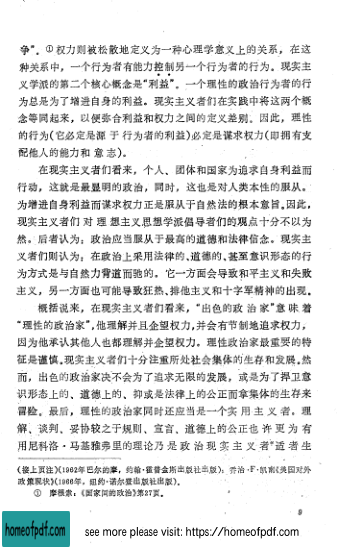 争”。①权力则被松散地定义为一种心理学意义上的关系，在这
种关系中，一个行为者有能力控制另一个行为者的行为。现实主
义学派的第二个核心概念是“利益”。一个理性的政治行为者的行
为总是为了增进自身的利益。现实主义者们在实践中将这两个概
念等同起来，以便弥合利益和权力之间的定义差别。因此，理性
的行为(它必定是源于行为者的利益)必定是谋求权力(即拥有支
配他人的能力和意志)。
在现实主义者们看来，个人、团体和国家为追求自身利益而
行动，这就是最显明的政治，同时，这也是对人类本性的服从。
为增进自身利益而谋求权力正是服从于自然法的根本意旨。因此，
现实主义者们对理想主义思想学派倡导者们的观点十分不以为
然。后者认为：政治应当服从于最高的道德和法律信念。现实主
义者们则认为：在政治上采用法律的、道德的、甚至意识形态的行
为方式是与自然力背道而驰的。它一方面会导致和平主义和失败
主义，另一方面也可能导致狂热、排他主义和十字军精神的出现。
概括说来，在现实主义者们看来，“出色的政治家”意味着
“理性的政治家”，他理解并且企望权力，并会有节制地追求权力，
因为他承认其他人也都理解并企望权力。理性政治家最重要的特
征是谨慎。现实主义者们十分注重所处社会集体的生存和发展。然
而，出色的政治家决不会为了追求无限的发展，或是为了捍卫意
识形态上的、道德上的、抑或是法律上的公正而拿集体的生存来
冒险。最后，理性的政治家同时还应当是一个实用主义者。理
解、谈判、妥协较之于规则、宣言、道德上的公正也许更为有
用尼科洛·马基雅弗里的理论乃是政治现实主义者“适者生
(接上页注)(1962年巴尔的摩，约翰·霍普金斯出版社出版)；乔治·F·凯南《美国对外
政策现状》(1966年，纽约·诺尔登出版社出版)。
① 摩根索：《国家间的政治》第27页。
9
homeofpdf.com
see more please visit: https://homeofpdf.com